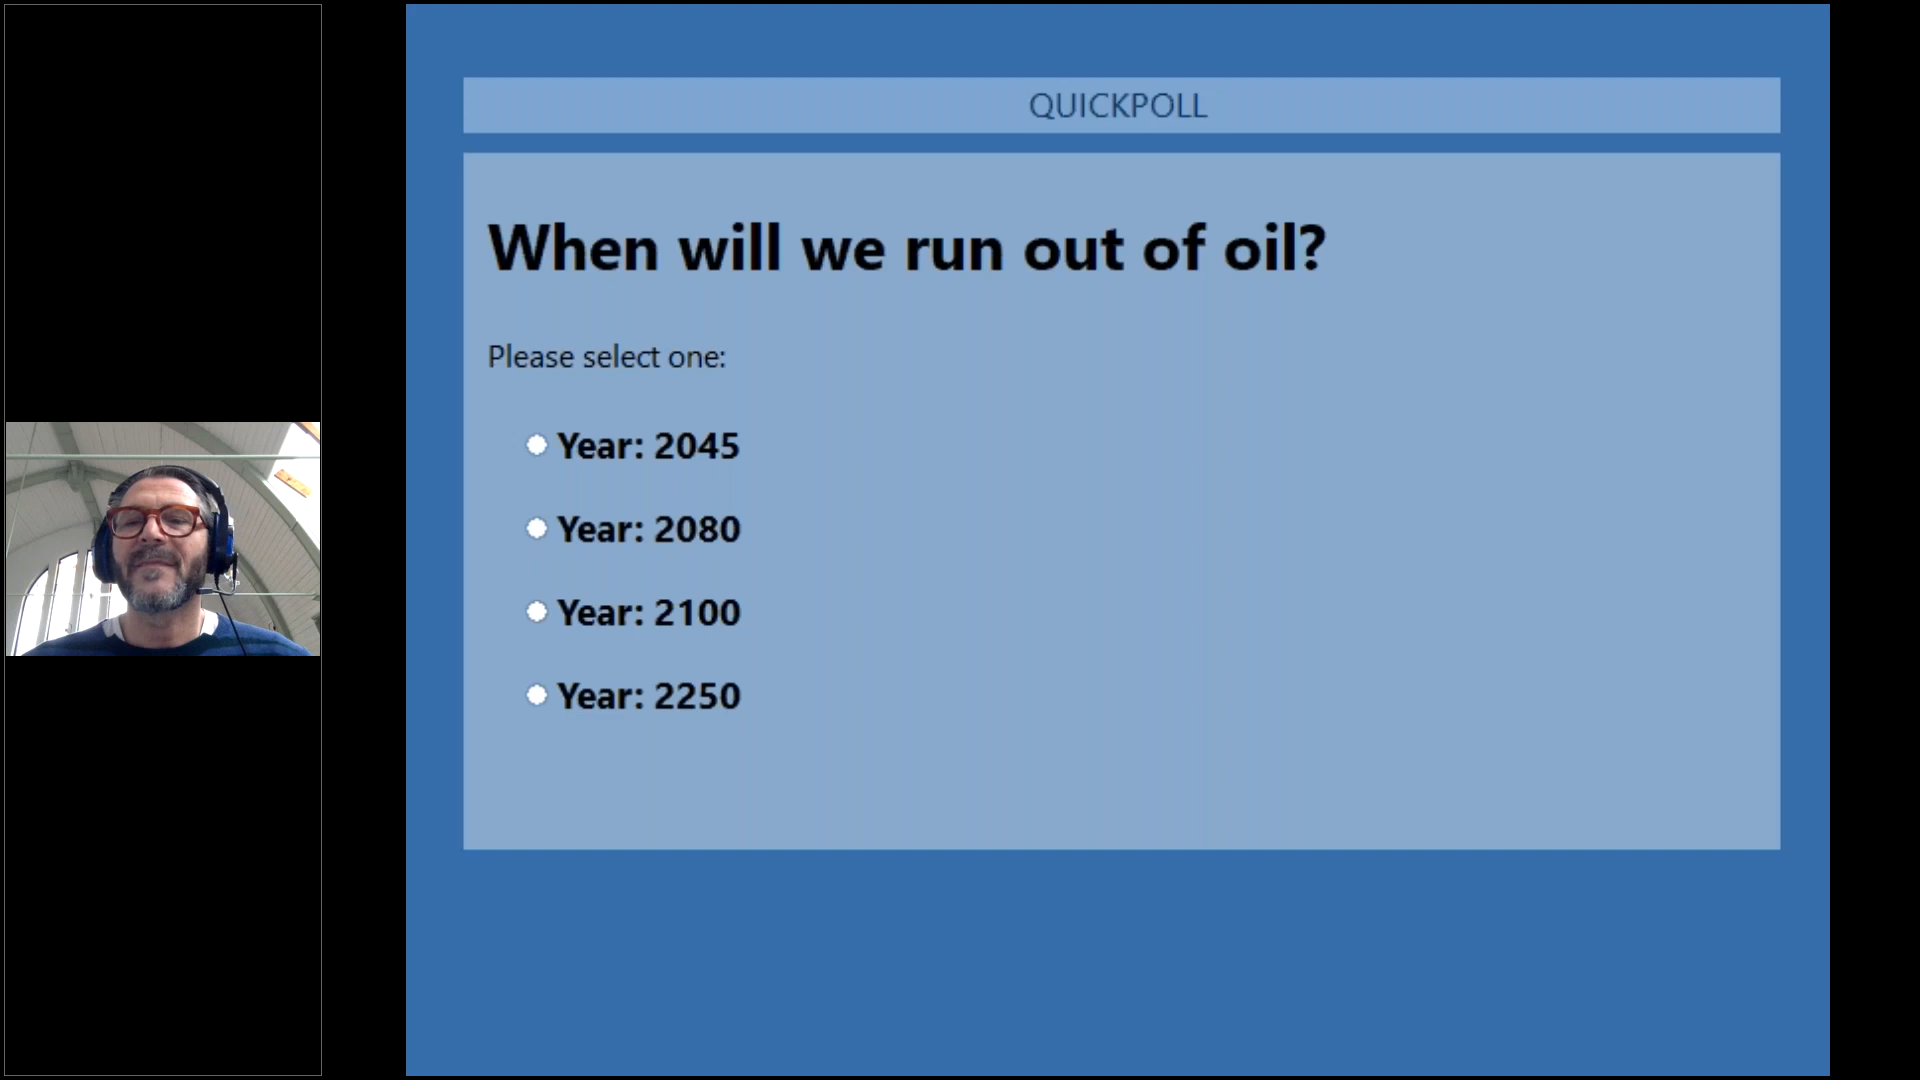 QUICKPOLL
When will we run out of oil?
Please select one:
Year: 2045
Year: 2080
Year: 2100
Year: 2250